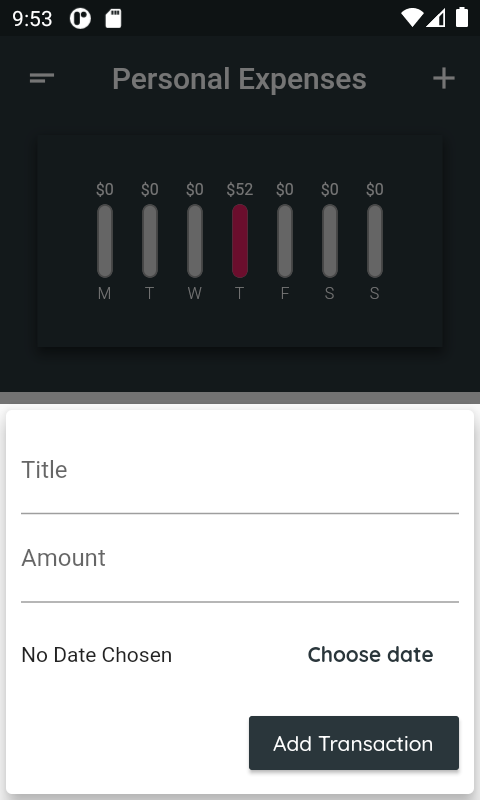 9:53
Personal Expenses
$0 $0 $0 $52 $0 $0 $0
M T W T F S S
Title
Amount
No Date Chosen Choose date
Add Transaction